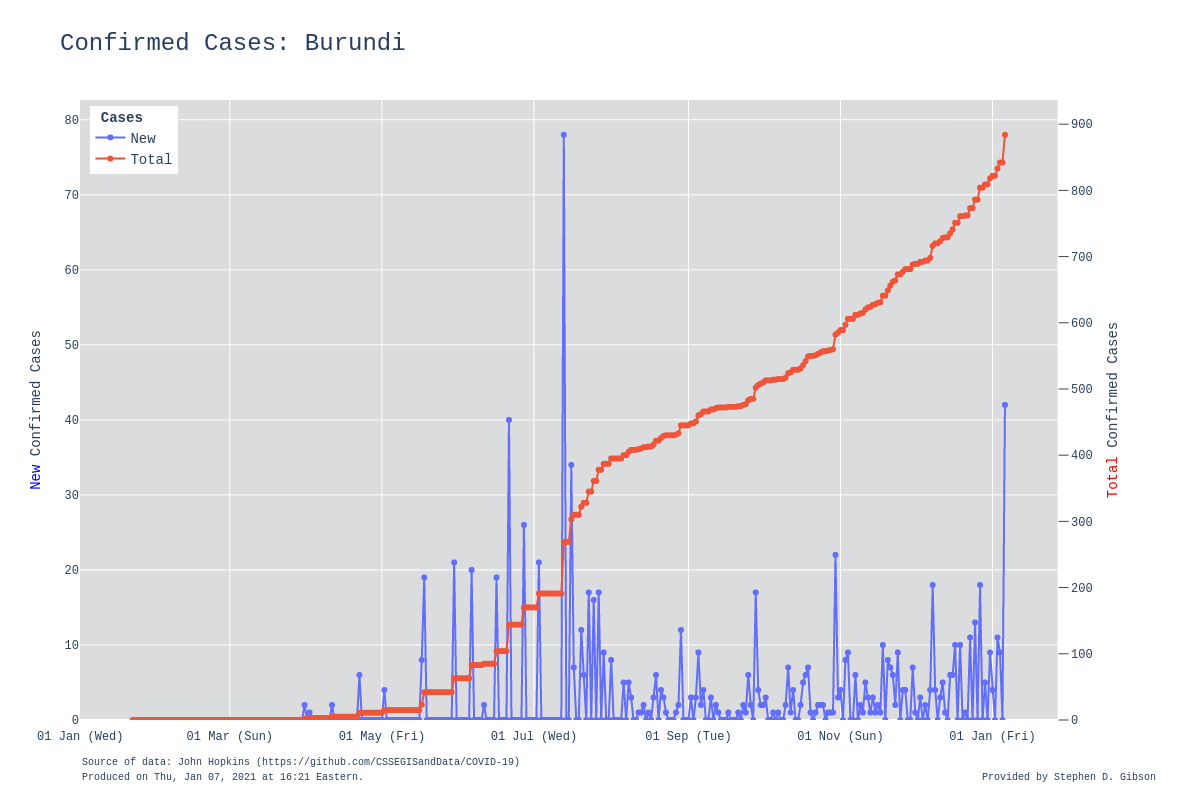 Confirmed Cases: Burundi
Cases
New
Total
80
70
60
50
40
30
20
10
0
900
800
700
600
500
400
300
200
100
0
New Confirmed Cases
Total Confirmed Cases
01 Jan (Wed)
01 Mar (Sun)
01 May (Fri)
01 Jul (Wed)
01 Sep (Tue)
01 Nov (Sun)
01 Jan (Fri)
Source of data: John Hopkins (https://github.com/CSSEGISandData/COVID-19)
Produced on Thu, Jan 07, 2021 at 16:21 Eastern.
Provided by Stephen D. Gibson